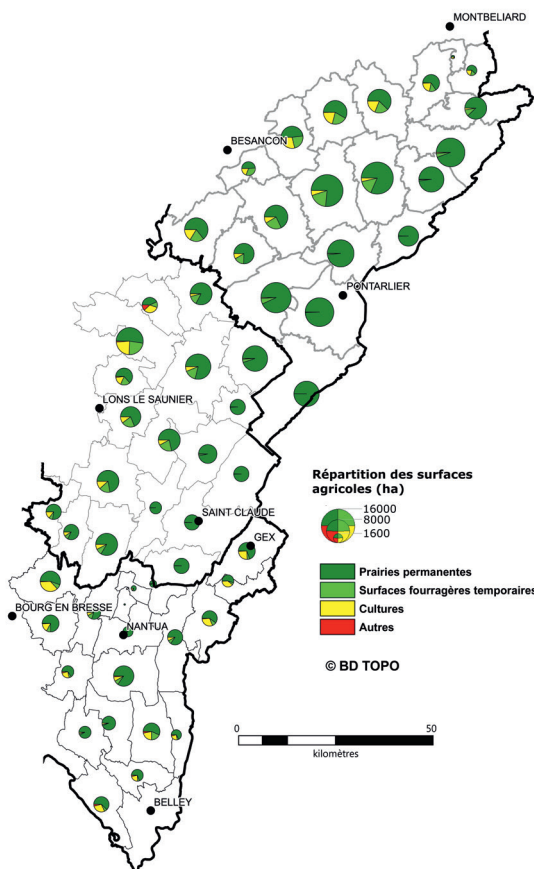 MONTBELIARD
BESANCON
PONTARLIER
LONS LE SAUNIER
Répartition des surfaces
agricoles (ha)
16000
8000
1600
SAINT CLAUDE
GEX
Prairies permanentes
Surfaces fourragères temporaires
Cultures
Autres
BOURG EN BRESSE
NANTUA
© BD TOPO
0
50
kilomètres
BELLEY